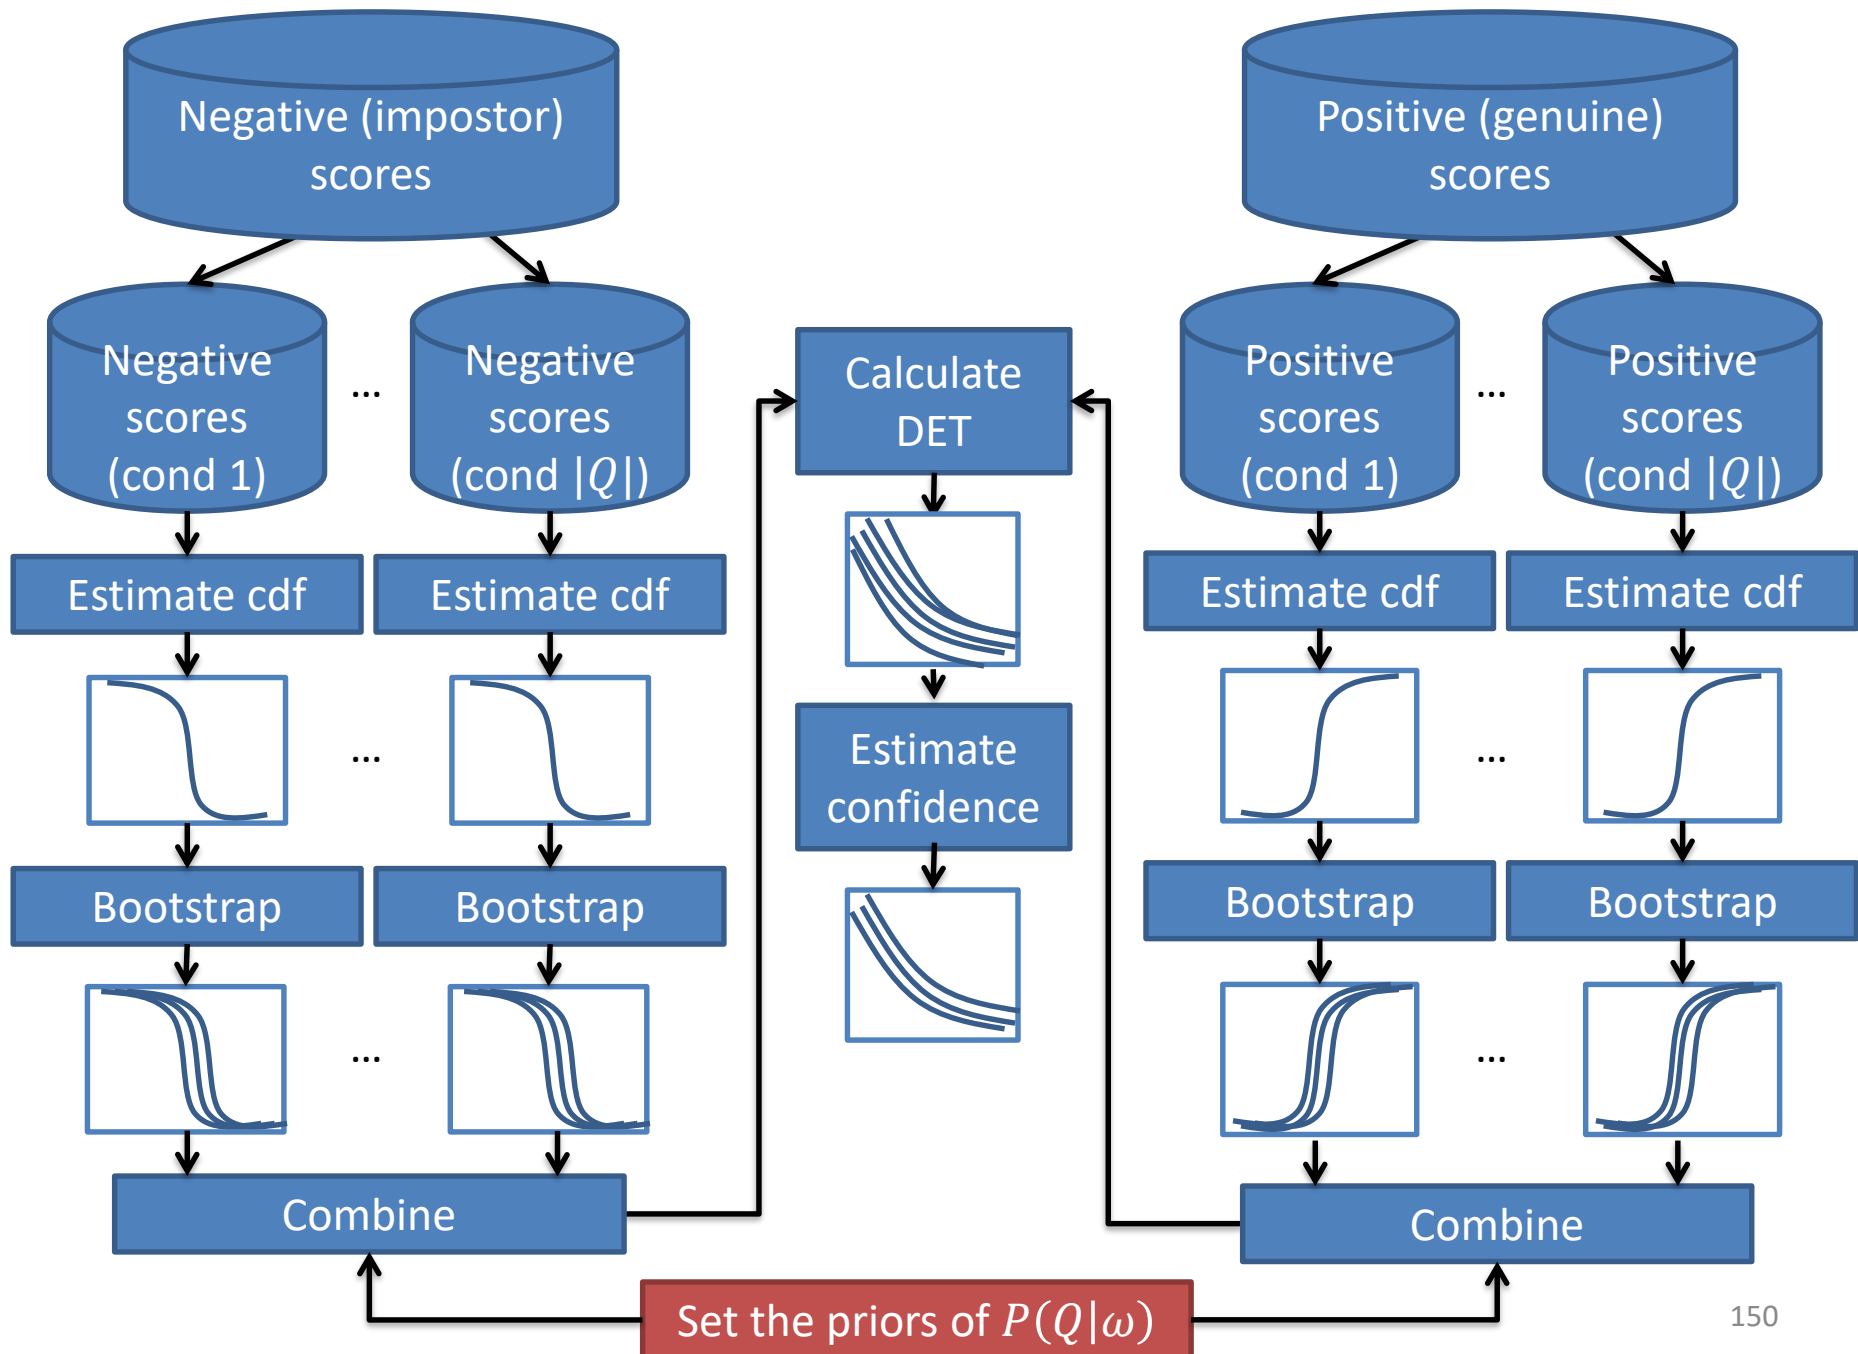 Negative (impostor)
scores
Positive (genuine)
scores
Negative
scores
(cond 1)
...
Negative
scores
(cond |Q|)
Calculate
DET
Positive
scores
(cond 1)
...
Positive
scores
(cond |Q|)
Estimate cdf
Estimate cdf
Estimate cdf
Estimate cdf
...
Estimate
confidence
...
Bootstrap
Bootstrap
Bootstrap
Bootstrap
...
...
Combine
Combine
Set the priors of P(Q|ω)
150